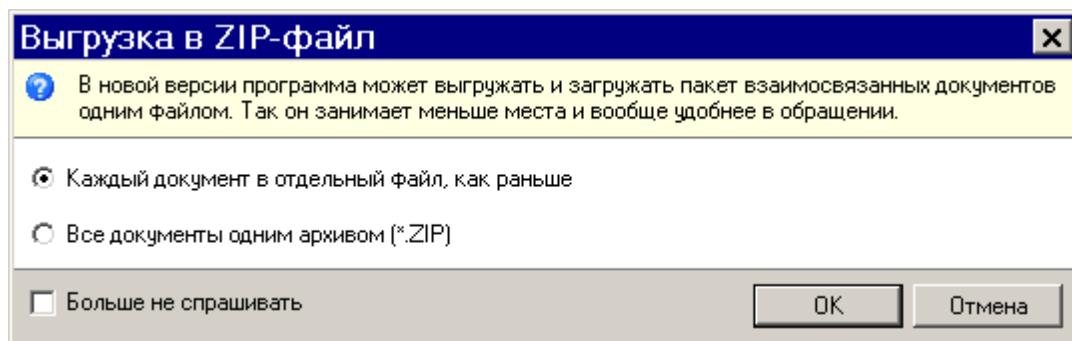 Выгрузка в ZIP-файл
В новой версии программа может выгружать и загружать пакет взаимосвязанных документов
одним файлом. Так он занимает меньше места и вообще удобнее в обращении.
Каждый документ в отдельный файл, как раньше
Все документы одним архивом (*.ZIP)
Больше не спрашивать
OK
Отмена